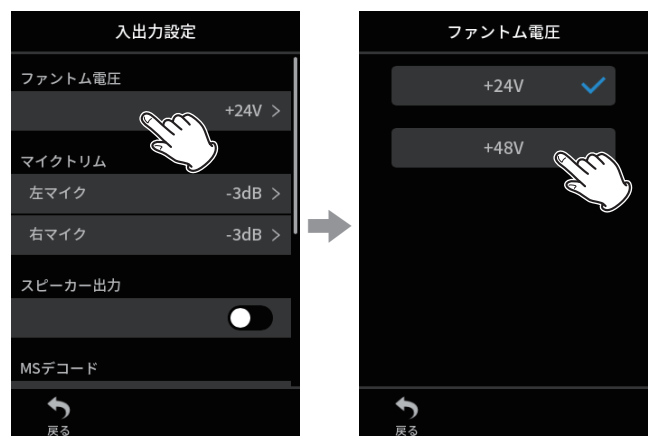 入出力設定
ファントム電圧
+24V >
マイクトリム
左マイク -3dB >
右マイク -3dB >
スピーカー出力
MSデコード
戻る
ファントム電圧
+24V
+48V
戻る